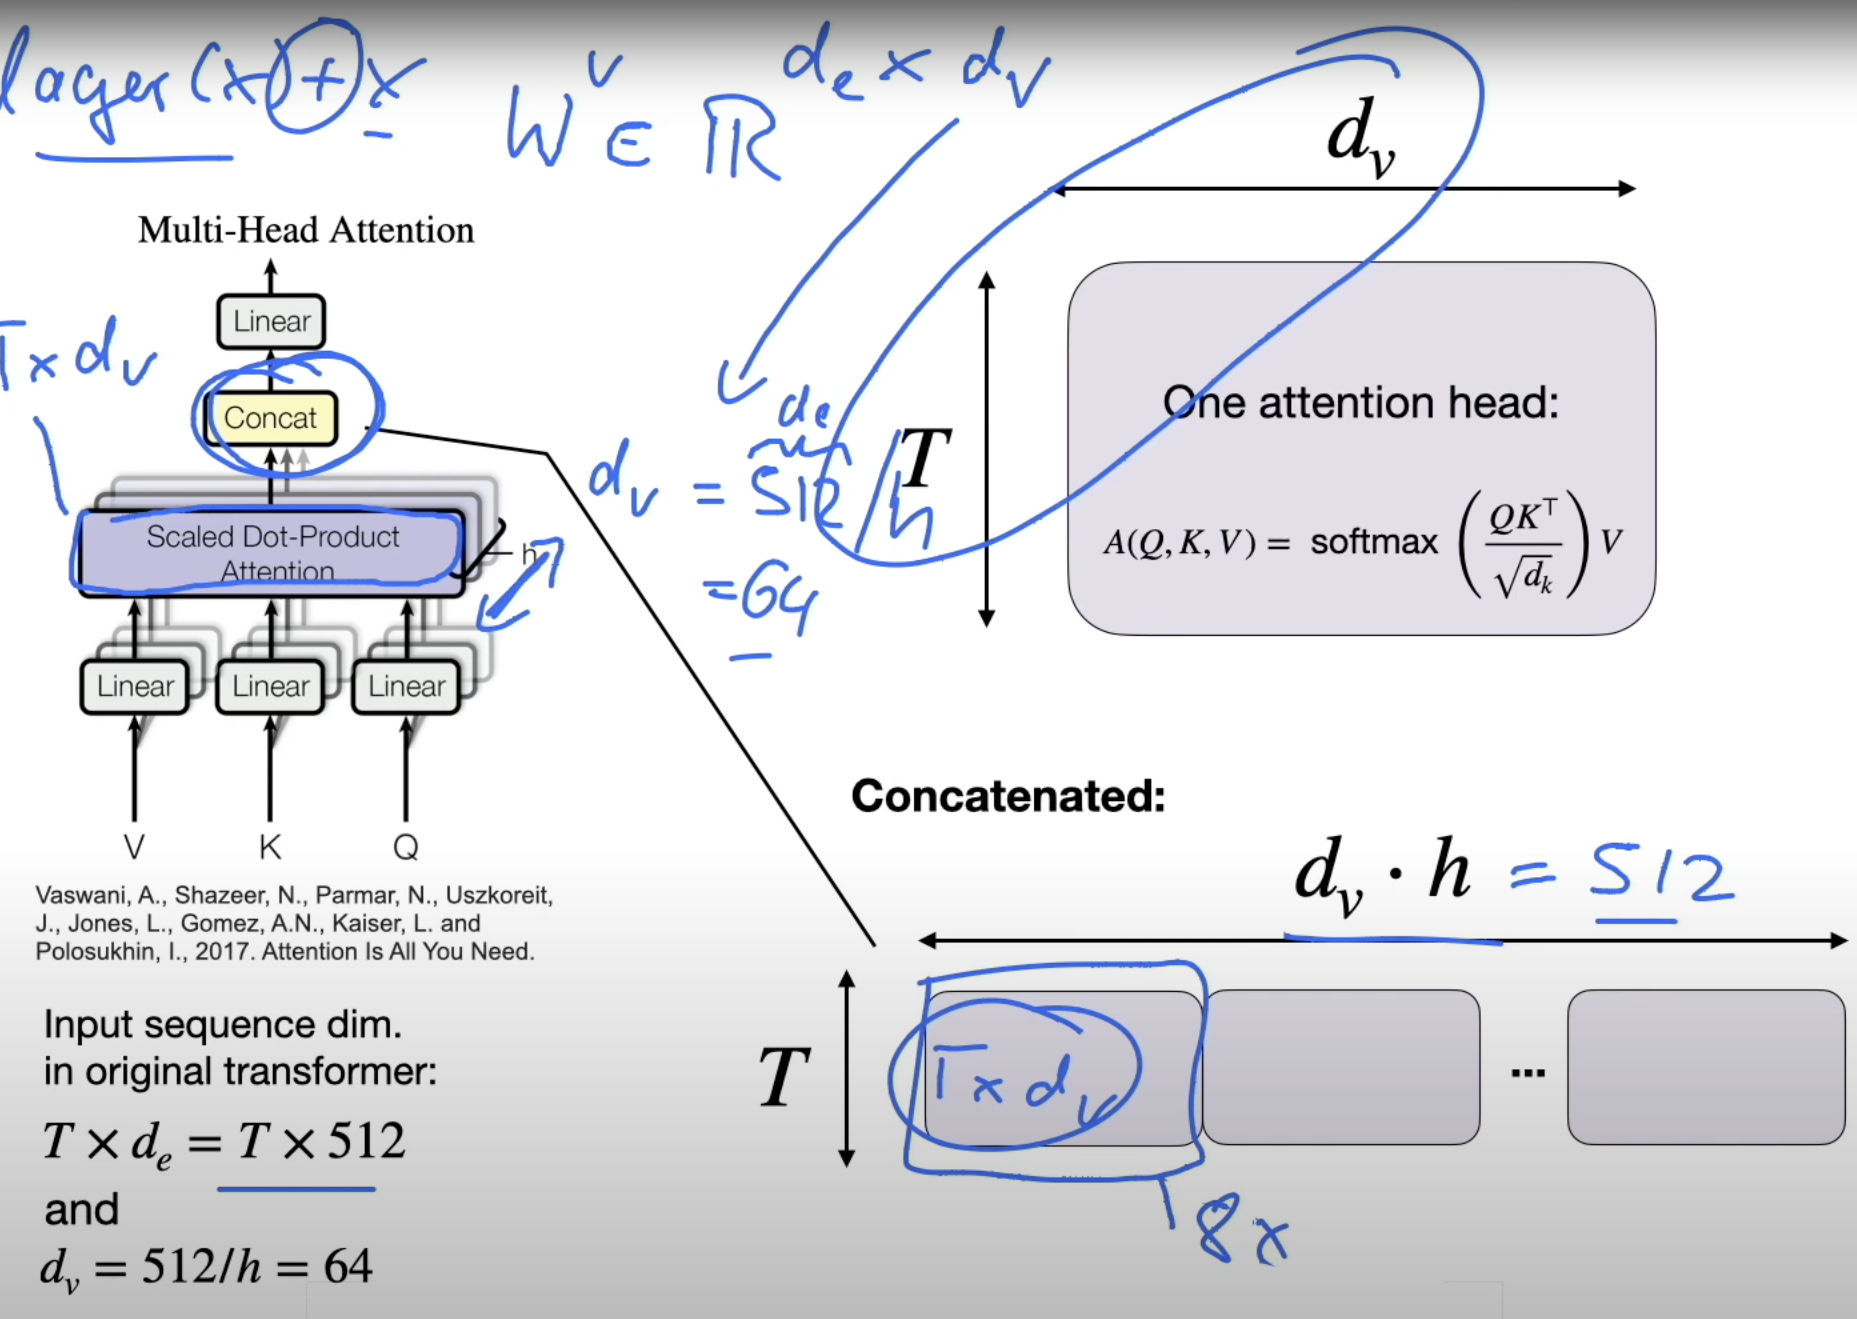 layer(x)+x
W^v ∈ ℝ^{d_e × d_v}
d_v
Multi-Head Attention
Linear
T × d_v
Concat
Scaled Dot-Product
Attention
h
Linear Linear Linear
V K Q
d_e
d_v = 512/h
= 64
T
One attention head:
A(Q, K, V) = softmax (QK^⊤ / √d_k) V
Vaswani, A., Shazeer, N., Parmar, N., Uszkoreit,
J., Jones, L., Gomez, A.N., Kaiser, L. and
Polosukhin, I., 2017. Attention Is All You Need.
Input sequence dim.
in original transformer:
T × d_e = T × 512
and
d_v = 512/h = 64
Concatenated:
d_v · h = 512
T
T × d_v
...
8x